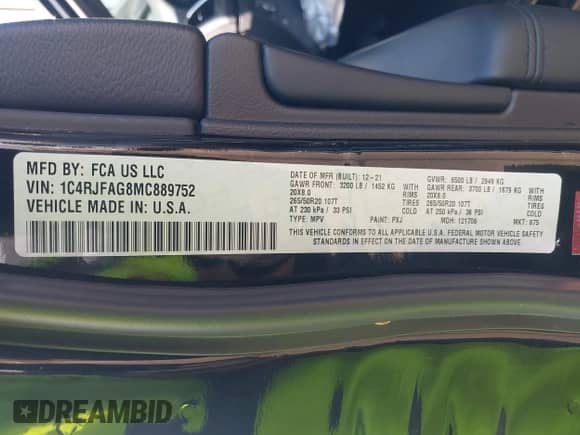 MFD BY: FCA US LLC
VIN: 1C4RJFAG8MC889752
VEHICLE MADE IN: U.S.A.
DATE OF MFR (BUILT): 12-21 GVWR: 6500 LB / 2949 KG
GAWR FRONT: 3200 LB / 1452 KG GAWR REAR: 3700 LB / 1679 KG
20X8.0 RIMS 20X8.0 RIMS
265/50R20 107T TIRES 265/50R20 107T TIRES
AT 230 kPa / 33 PSI AT 250 kPa / 36 PSI
TYPE: MPV PAINT: PXJ MDH: 121706 MKT: 875
THIS VEHICLE CONFORMS TO ALL APPLICABLE U.S.A. FEDERAL MOTOR VEHICLE SAFETY
STANDARDS IN EFFECT ON THE DATE OF MANUFACTURE SHOWN ABOVE.
DREAMBID